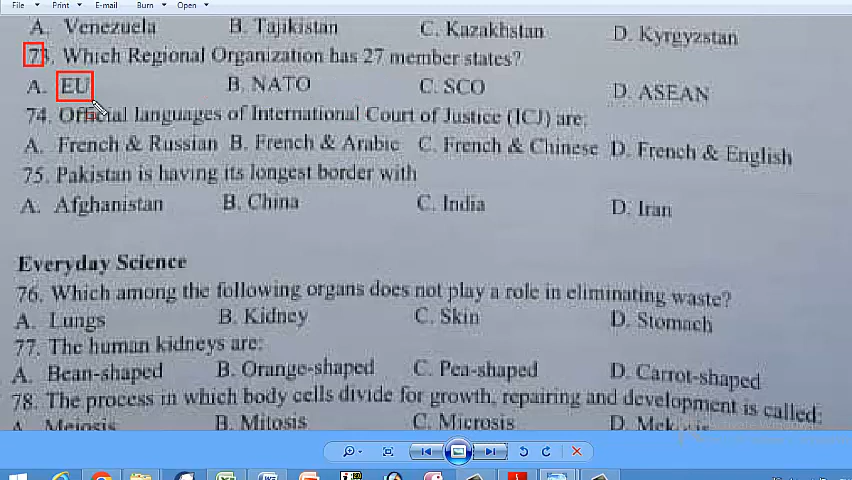 File Print E-mail Burn Open
A. Venezuela B. Tajikistan C. Kazakhstan D. Kyrgyzstan
73. Which Regional Organization has 27 member states?
A. EU B. NATO C. SCO D. ASEAN
74. Official languages of International Court of Justice (ICJ) are:
A. French & Russian B. French & Arabic C. French & Chinese D. French & English
75. Pakistan is having its longest border with
A. Afghanistan B. China C. India D. Iran
Everyday Science
76. Which among the following organs does not play a role in eliminating waste?
A. Lungs B. Kidney C. Skin D. Stomach
77. The human kidneys are:
A. Bean-shaped B. Orange-shaped C. Pea-shaped D. Carrot-shaped
78. The process in which body cells divide for growth, repairing and development is called:
A. Meiosis B. Mitosis C. Microsis D.